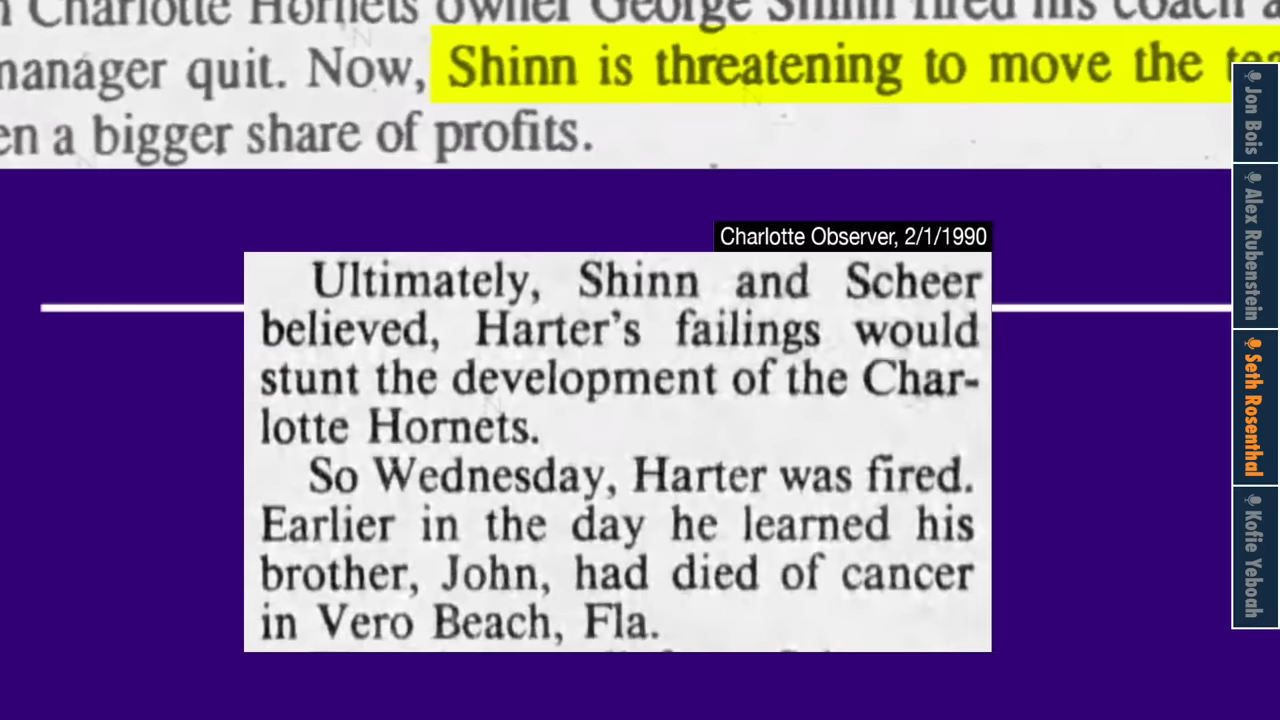 Charlotte Hornets owner George Shinn fired his coach
manager quit. Now, Shinn is threatening to move the
a bigger share of profits.
Charlotte Observer, 2/1/1990
Ultimately, Shinn and Scheer
believed, Harter's failings would
stunt the development of the Char-
lotte Hornets.
So Wednesday, Harter was fired.
Earlier in the day he learned his
brother, John, had died of cancer
in Vero Beach, Fla.
Jon Bois
Alex Rubenstein
Seth Rosenthal
Kofie Yeboah